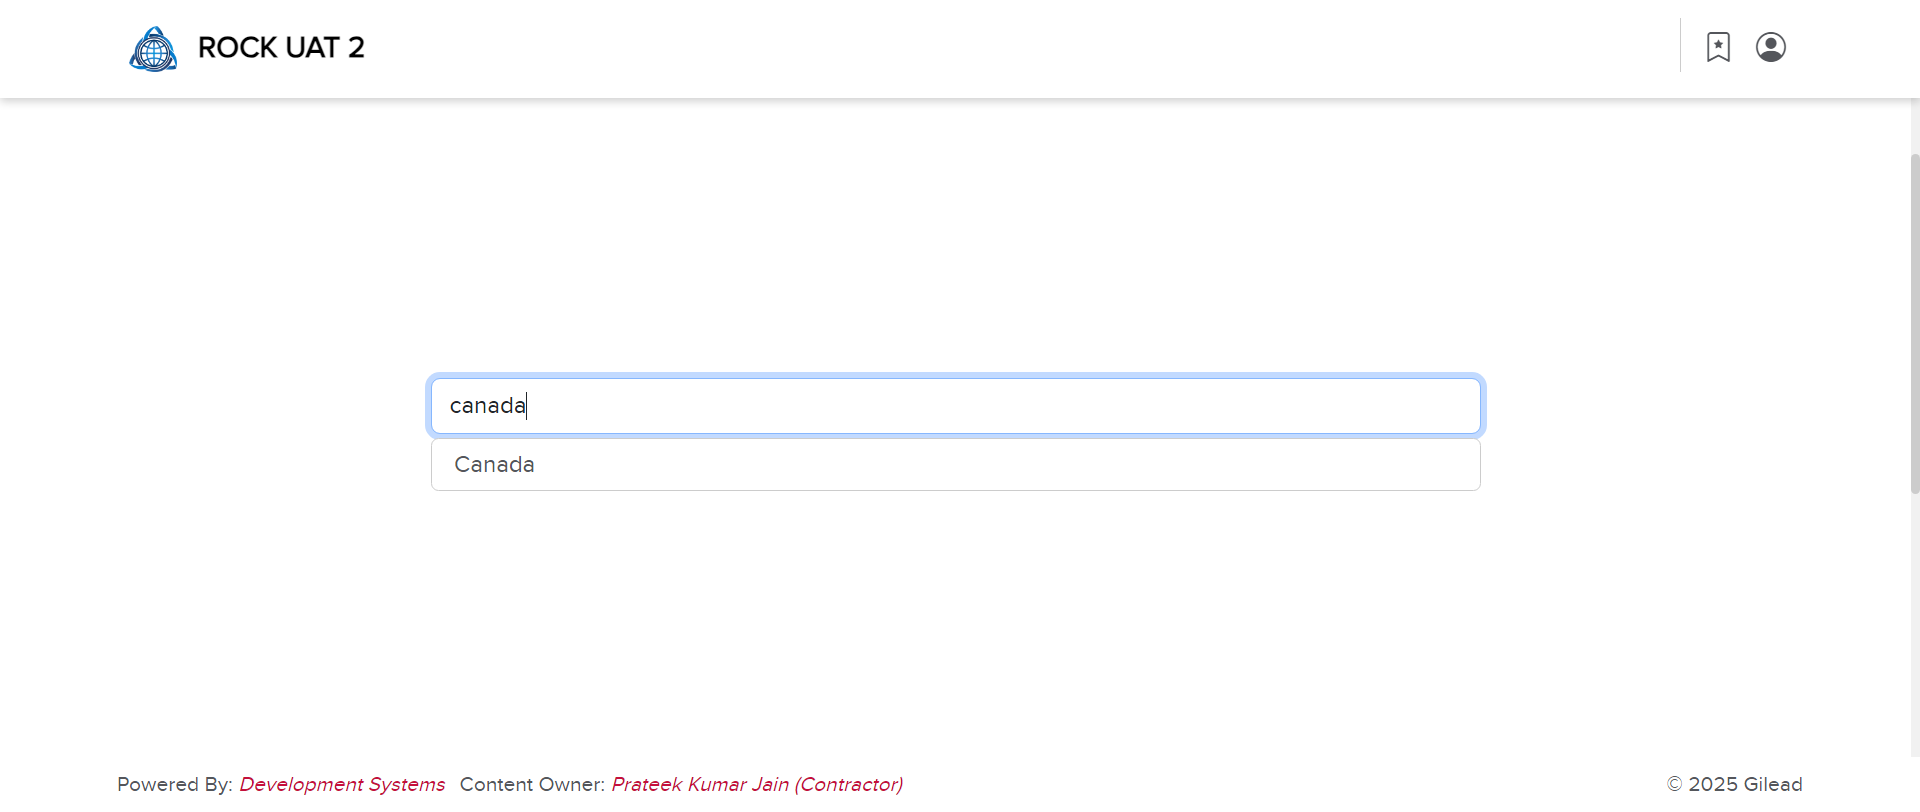 ROCK UAT 2
canada
Canada
Powered By: Development Systems Content Owner: Prateek Kumar Jain (Contractor)
© 2025 Gilead